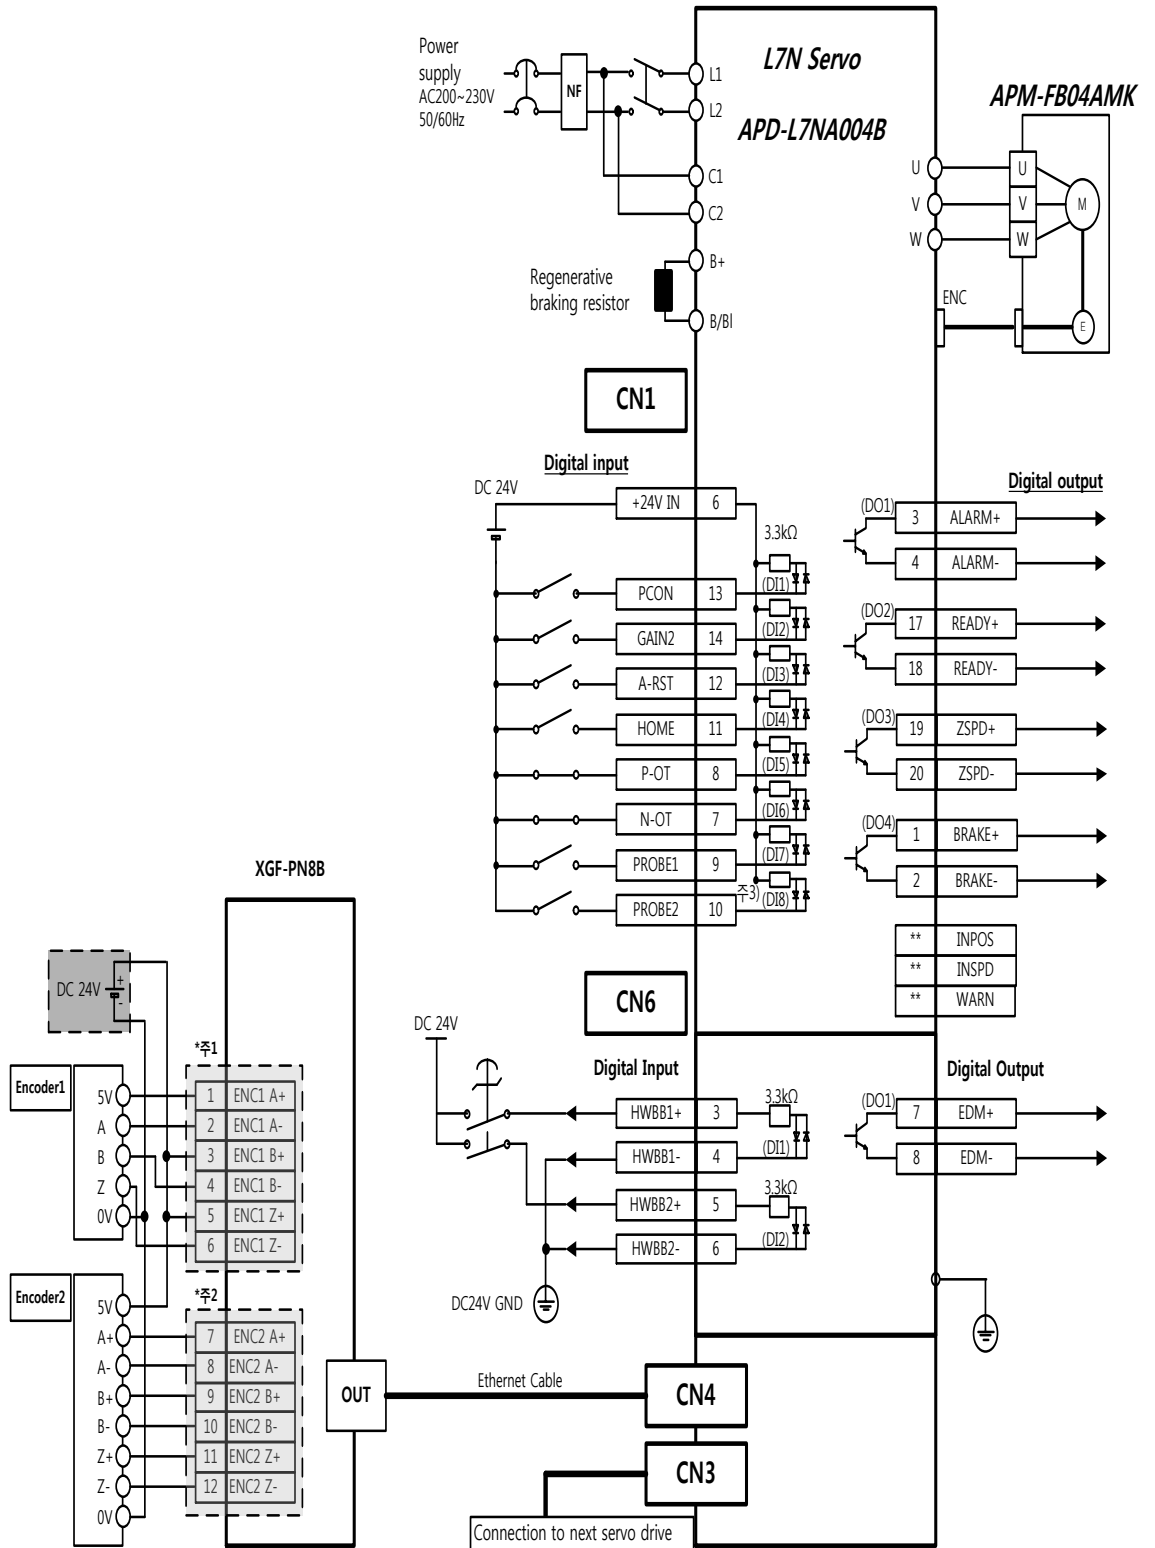 Power
supply
AC200~230V
50/60Hz
NF
L1
L2
C1
C2
B+
B/BI
Regenerative
braking resistor
L7N Servo
APD-L7NA004B
APM-FB04AMK
U
V
W
U
V
W
M
E
ENC
CN1
Digital input
DC 24V
+24V IN 6
3.3kΩ
PCON 13 (DI1)
GAIN2 14 (DI2)
A-RST 12 (DI3)
HOME 11 (DI4)
P-OT 8 (DI5)
N-OT 7 (DI6)
PROBE1 9 (DI7)
PROBE2 10 주3) (DI8)
Digital output
(DO1) 3 ALARM+
4 ALARM-
(DO2) 17 READY+
18 READY-
(DO3) 19 ZSPD+
20 ZSPD-
(DO4) 1 BRAKE+
2 BRAKE-
** INPOS
** INSPD
** WARN
CN6
DC 24V
Digital Input
HWBB1+ 3 3.3kΩ
HWBB1- 4 (DI1)
HWBB2+ 5 3.3kΩ
HWBB2- 6 (DI2)
DC24V GND
Digital Output
(DO1) 7 EDM+
8 EDM-
XGF-PN8B
DC 24V + -
*주1
Encoder1
5V 1 ENC1 A+
A 2 ENC1 A-
B 3 ENC1 B+
Z 4 ENC1 B-
0V 5 ENC1 Z+
6 ENC1 Z-
*주2
Encoder2
5V
A+ 7 ENC2 A+
A- 8 ENC2 A-
B+ 9 ENC2 B+
B- 10 ENC2 B-
Z+ 11 ENC2 Z+
Z- 12 ENC2 Z-
0V
OUT
Ethernet Cable
CN4
CN3
Connection to next servo drive